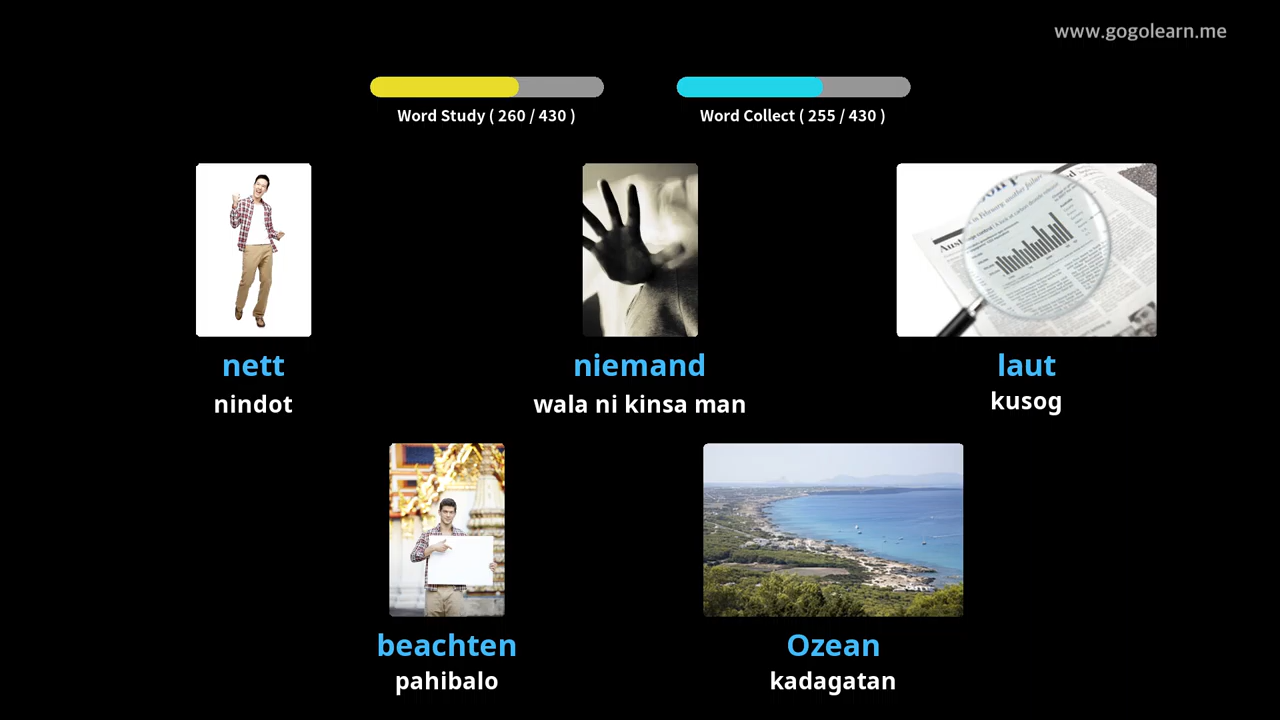 www.gogolearn.me
Word Study ( 260 / 430 )
Word Collect ( 255 / 430 )
nett
nindot
niemand
wala ni kinsa man
laut
kusog
beachten
pahibalo
Ozean
kadagatan